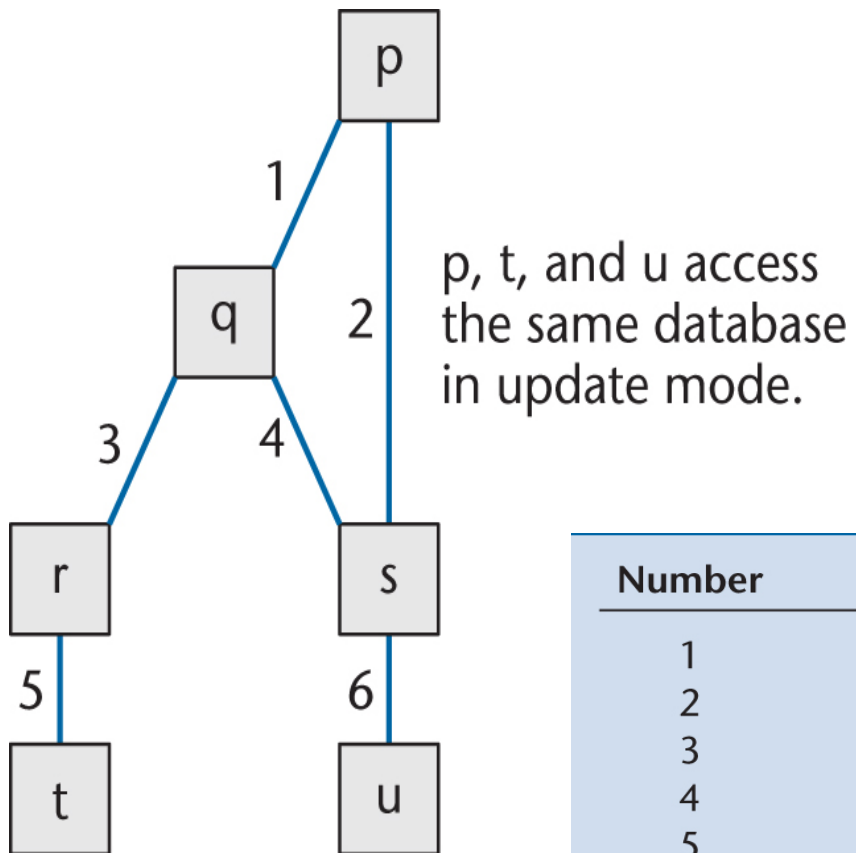 p
1
q
2
p, t, and u access
the same database
in update mode.
3
4
r
s
Number
1
2
3
4
5
5
6
t
u